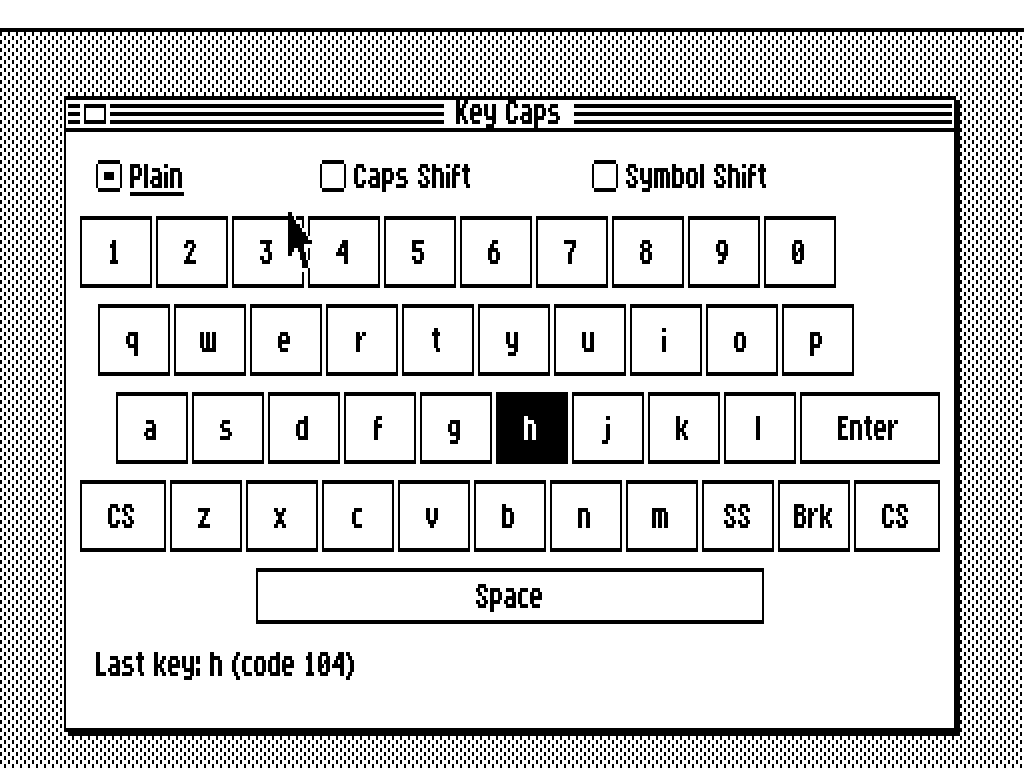 Key Caps
Plain Caps Shift Symbol Shift
1 2 3 4 5 6 7 8 9 0
q w e r t y u i o p
a s d f g h j k l Enter
CS z x c v b n m SS Brk CS
Space
Last key: h (code 104)